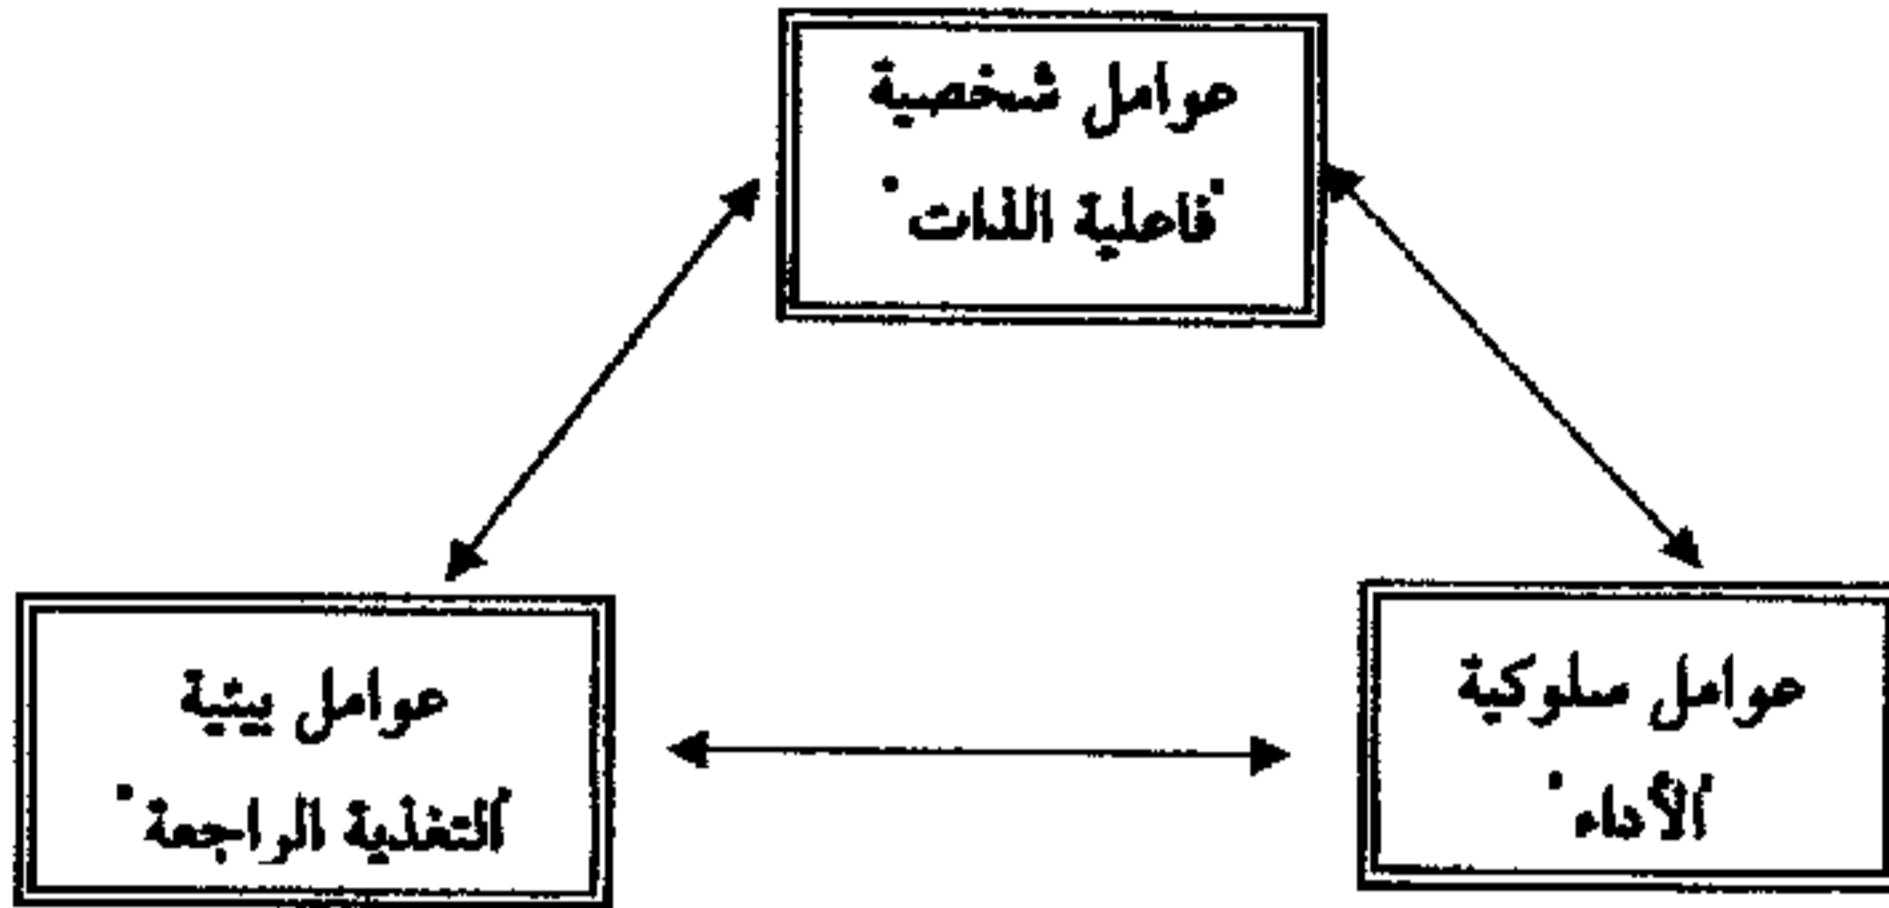 عوامل شخصية
"فاعلية الذات"
عوامل سلوكية
"الأداء"
عوامل بيئية
"التغذية الراجعة"